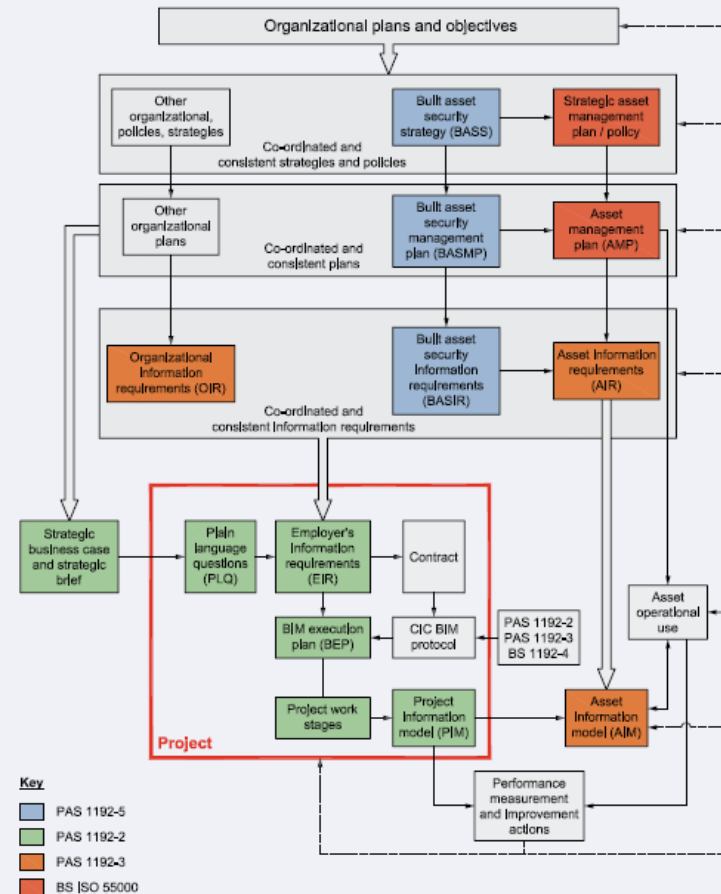 Organizational plans and objectives
Other
organizational,
policies, strategies
Built asset
security
strategy (BASS)
Strategic asset
management
plan / policy
Co-ordinated and
consistent strategies and policies
Other
organizational
plans
Built asset
security
management
plan (BASMP)
Asset
management
plan (AMP)
Co-ordinated and
consistent plans
Organizational
information
requirements (OIR)
Built asset
security
information
requirements
(BASIR)
Asset information
requirements
(AIR)
Co-ordinated and
consistent information requirements
Strategic
business case
and strategic
brief
Plain
language
questions
(PLQ)
Employer's
information
requirements
(EIR)
Contract
Asset
operational
use
BIM execution
plan (BEP)
CIC BIM
protocol
PAS 1192-2
PAS 1192-3
BS 1192-4
Project work
stages
Project
information
model (PIM)
Asset
information
model (AIM)
Project
Performance
measurement
and improvement
actions
Key
PAS 1192-5
PAS 1192-2
PAS 1192-3
BS ISO 55000